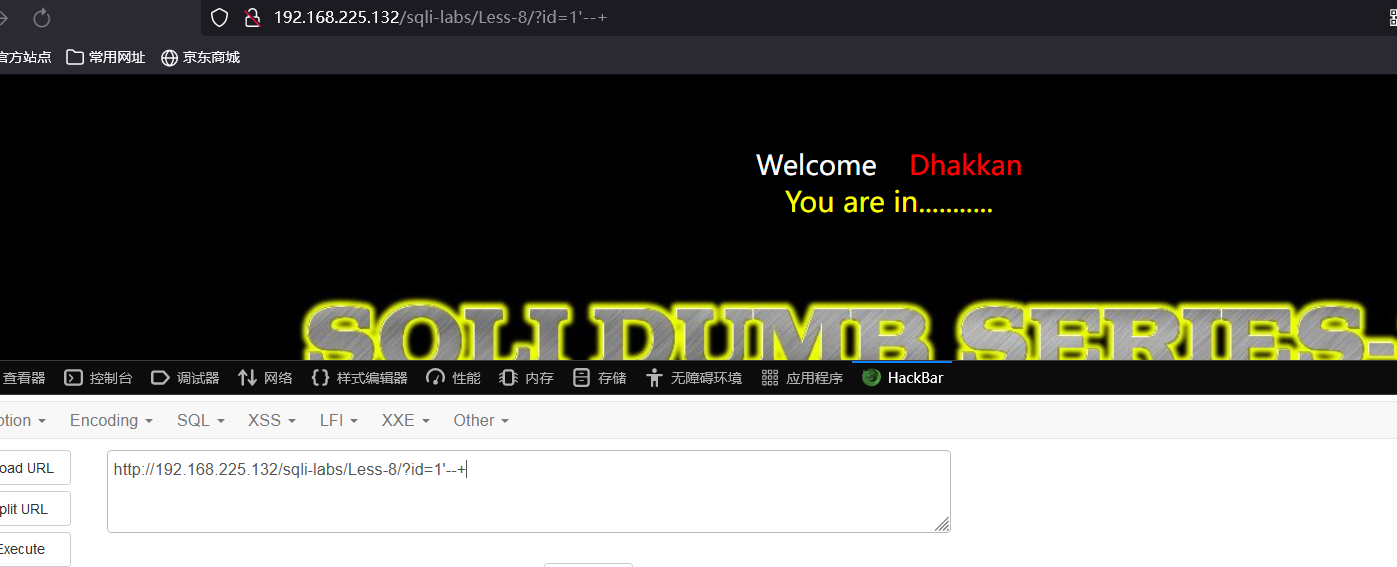 192.168.225.132/sqli-labs/Less-8/?id=1'--+
官方站点 常用网址 京东商城
Welcome Dhakkan
You are in...........
SQLI DUMB SERIES-
查看器 控制台 调试器 网络 样式编辑器 性能 内存 存储 无障碍环境 应用程序 HackBar
Encoding SQL XSS LFI XXE Other
oad URL
http://192.168.225.132/sqli-labs/Less-8/?id=1'--+
plit URL
Execute